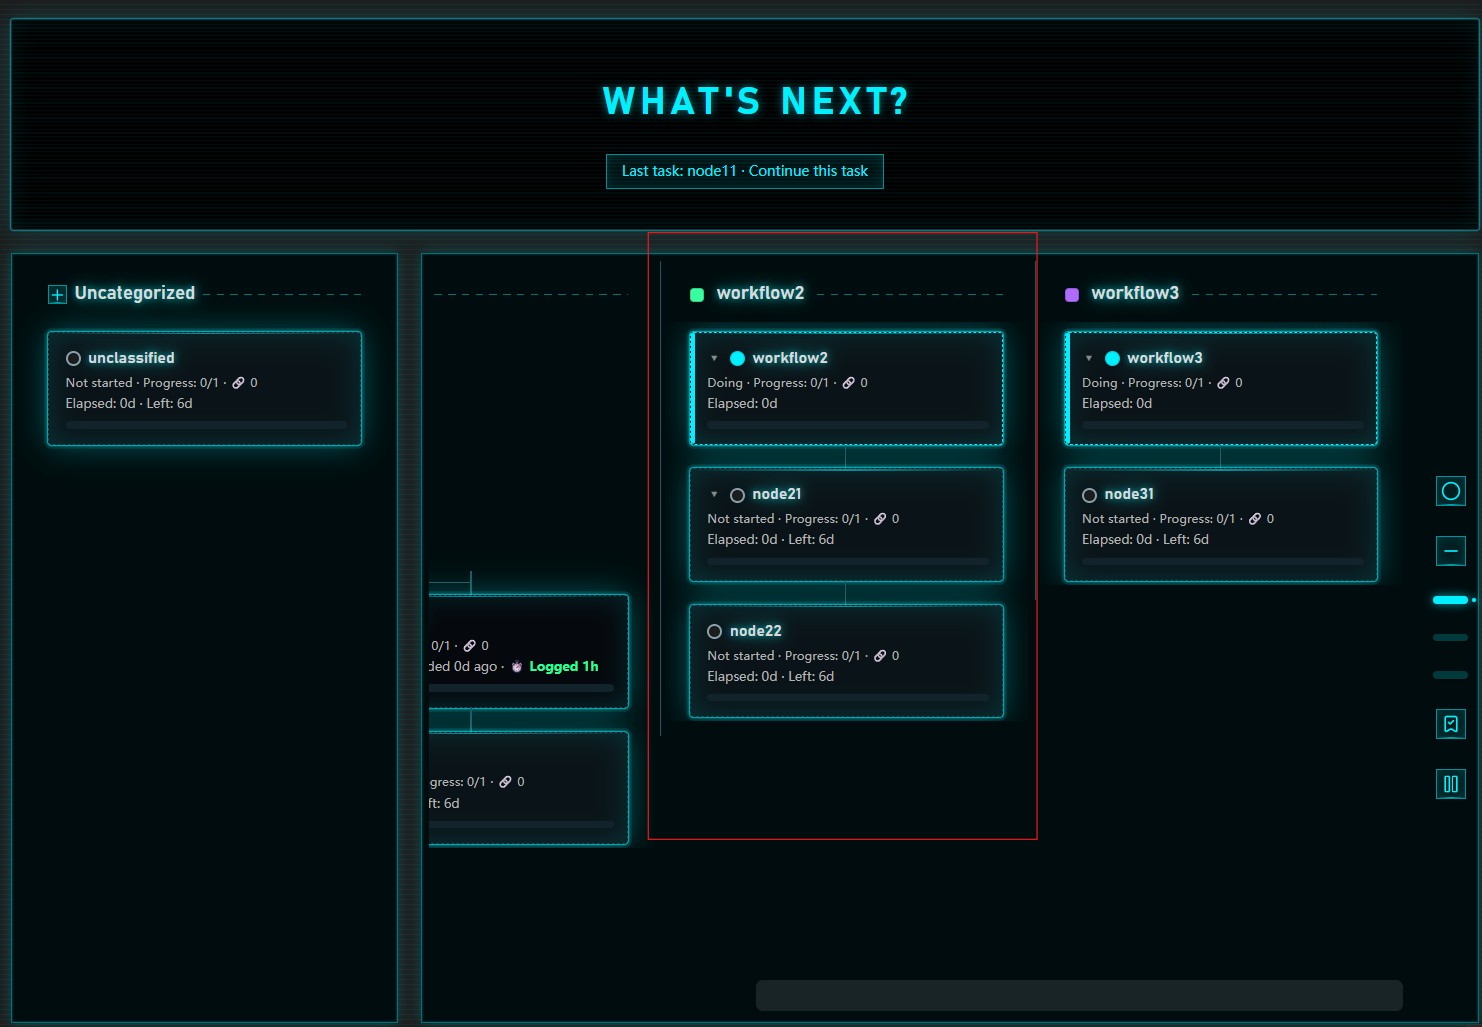 WHAT'S NEXT?
Last task: node11 · Continue this task
Uncategorized
unclassified
Not started · Progress: 0/1 · 🔗 0
Elapsed: 0d · Left: 6d
0/1 · 🔗 0
ded 0d ago · Logged 1h
gress: 0/1 · 🔗 0
ft: 6d
workflow2
workflow2
Doing · Progress: 0/1 · 🔗 0
Elapsed: 0d
node21
Not started · Progress: 0/1 · 🔗 0
Elapsed: 0d · Left: 6d
node22
Not started · Progress: 0/1 · 🔗 0
Elapsed: 0d · Left: 6d
workflow3
workflow3
Doing · Progress: 0/1 · 🔗 0
Elapsed: 0d
node31
Not started · Progress: 0/1 · 🔗 0
Elapsed: 0d · Left: 6d